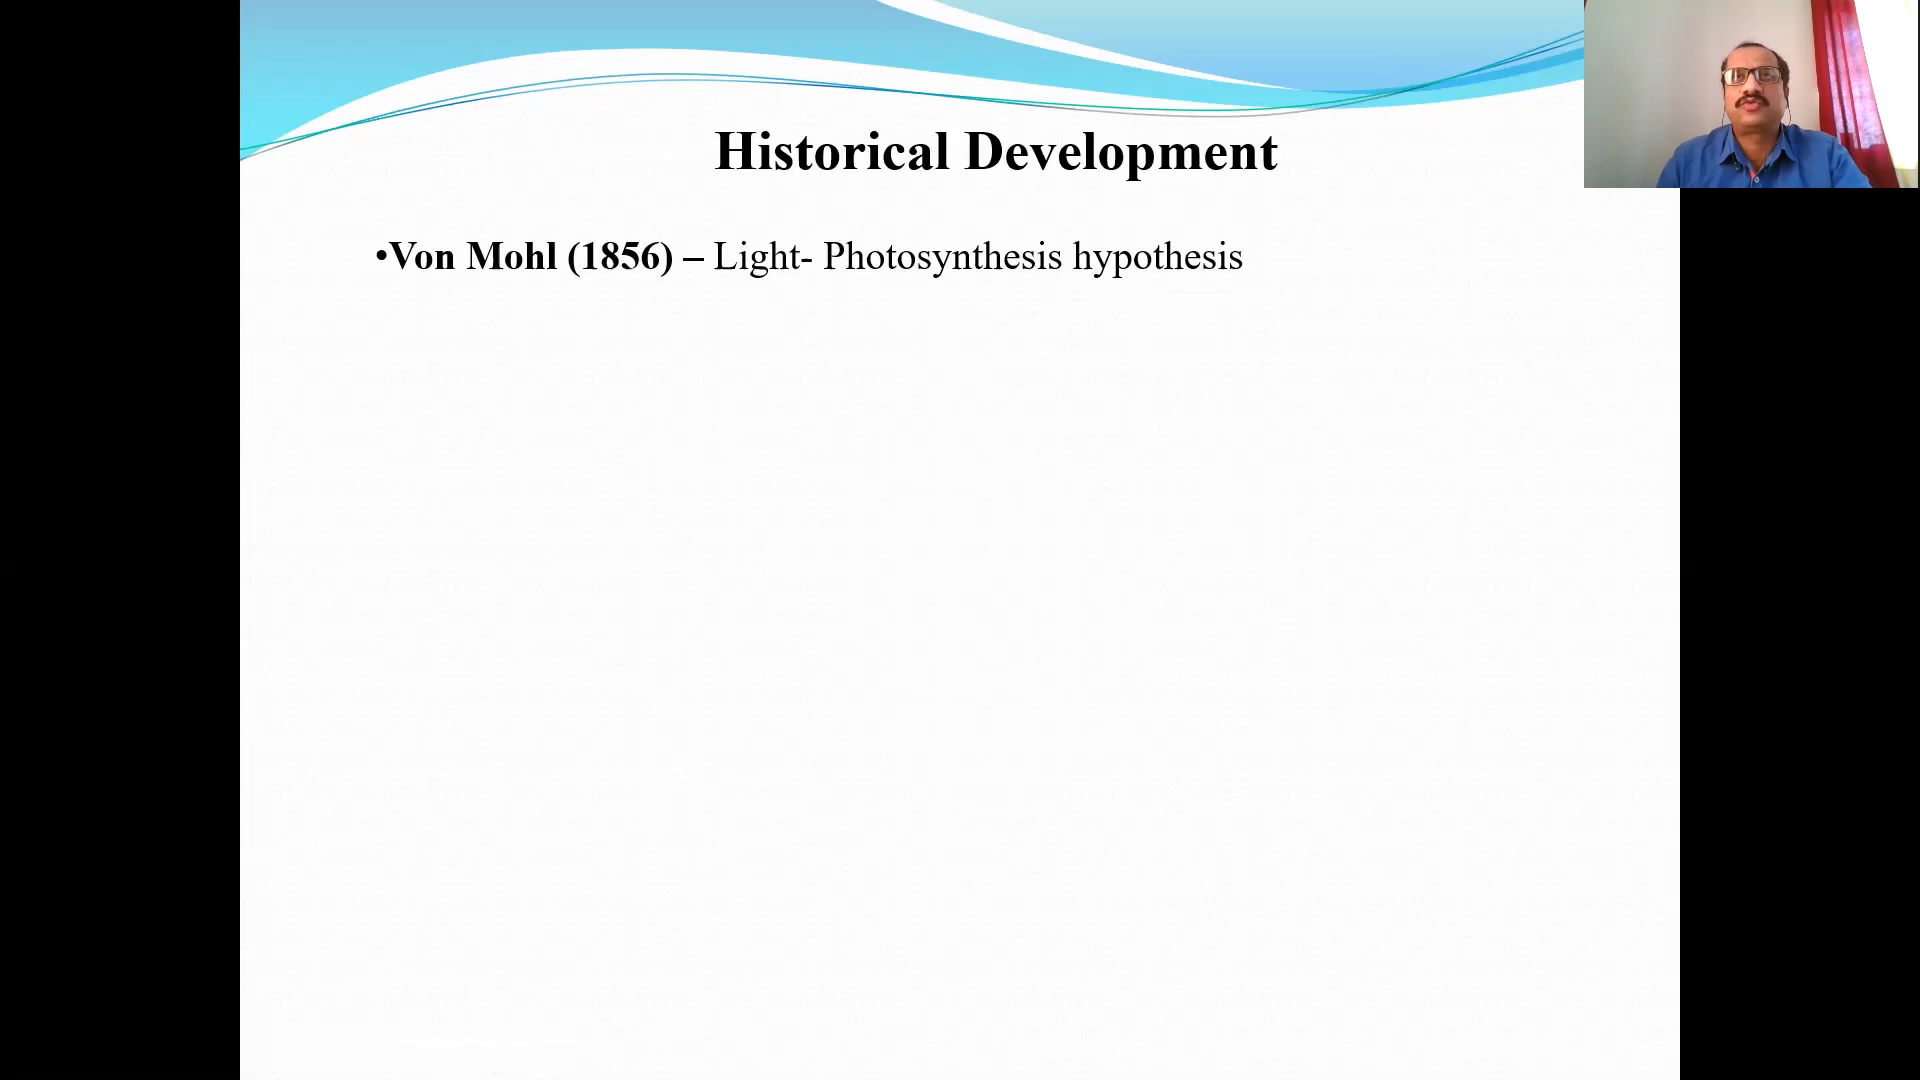 Historical Development
•Von Mohl (1856) – Light- Photosynthesis hypothesis